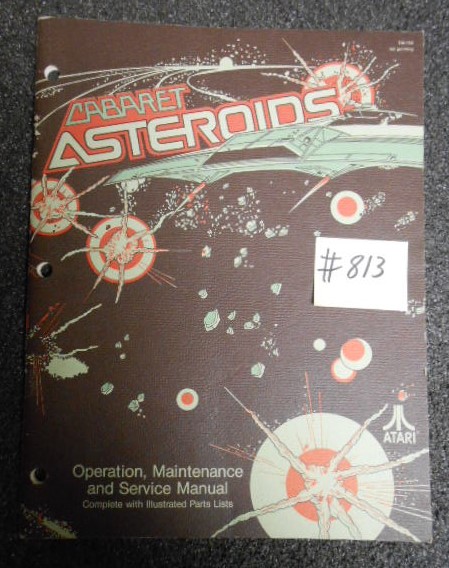 CABARET
ASTEROIDS
#813
ATARI
Operation, Maintenance
and Service Manual
Complete with Illustrated Parts Lists